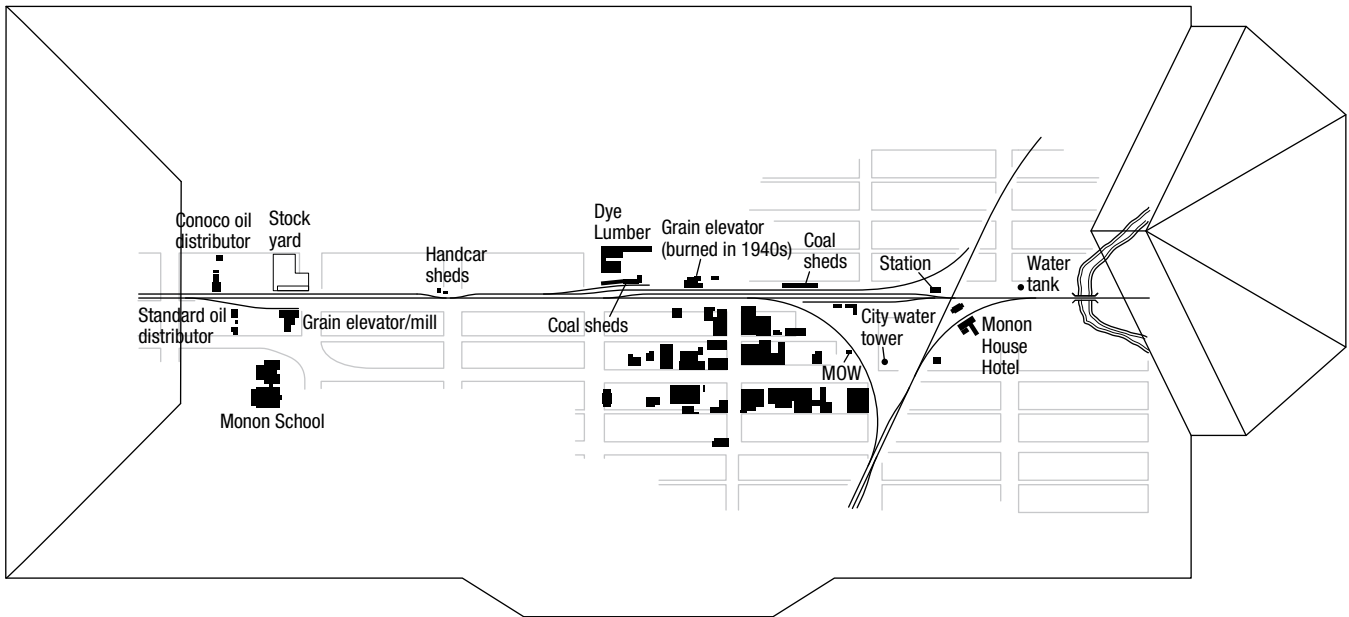 Conoco oil
distributor
Stock
yard
Handcar
sheds
Dye
Lumber
Grain elevator
(burned in 1940s)
Coal
sheds
Station
Water
tank
Standard oil
distributor
Grain elevator/mill
Coal sheds
City water
tower
Monon
House
Hotel
MOW
Monon School